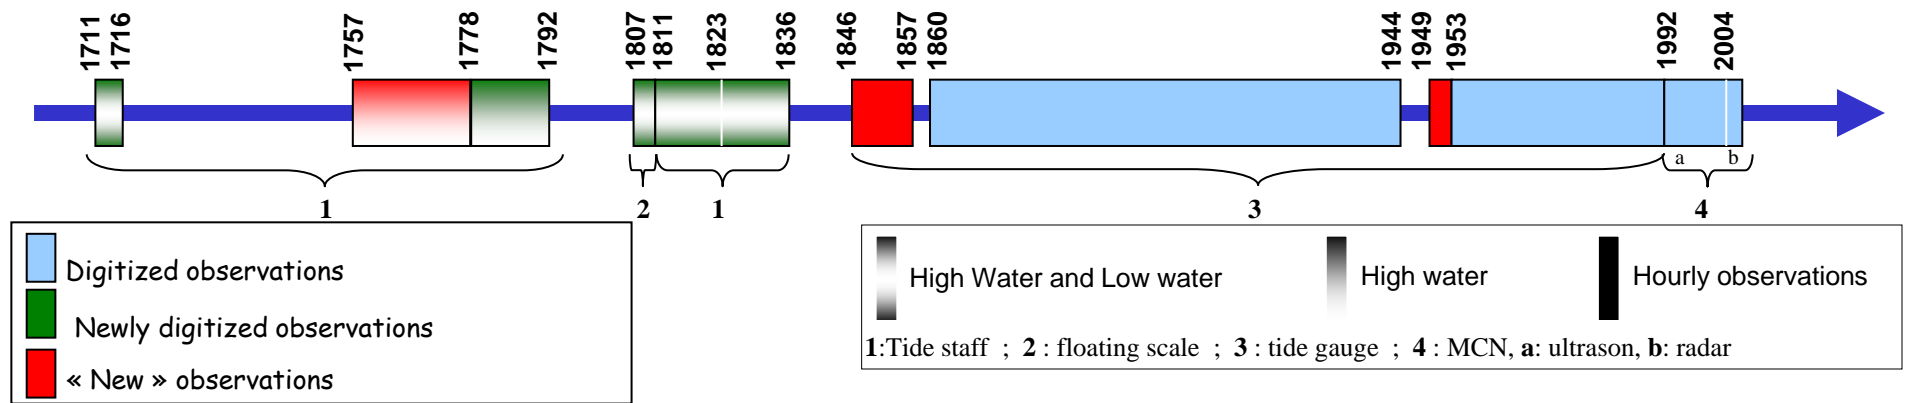 1711 1716 1757 1778 1792 1807 1811 1823 1836 1846 1857 1860 1944 1949 1953 1992 2004
a b
1 2 1 3 4
Digitized observations
Newly digitized observations
« New » observations
High Water and Low water High water Hourly observations
1:Tide staff ; 2 : floating scale ; 3 : tide gauge ; 4 : MCN, a: ultrason, b: radar